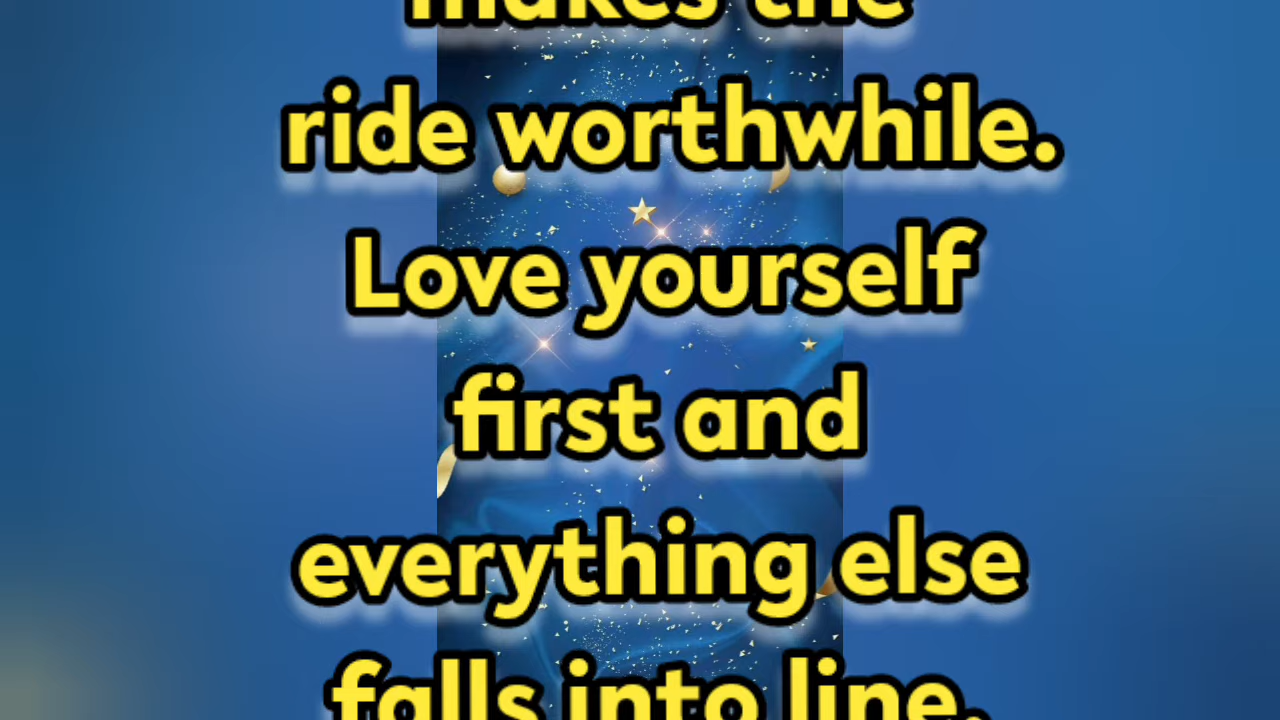 makes the
ride worthwhile.
Love yourself
first and
everything else
falls into line.